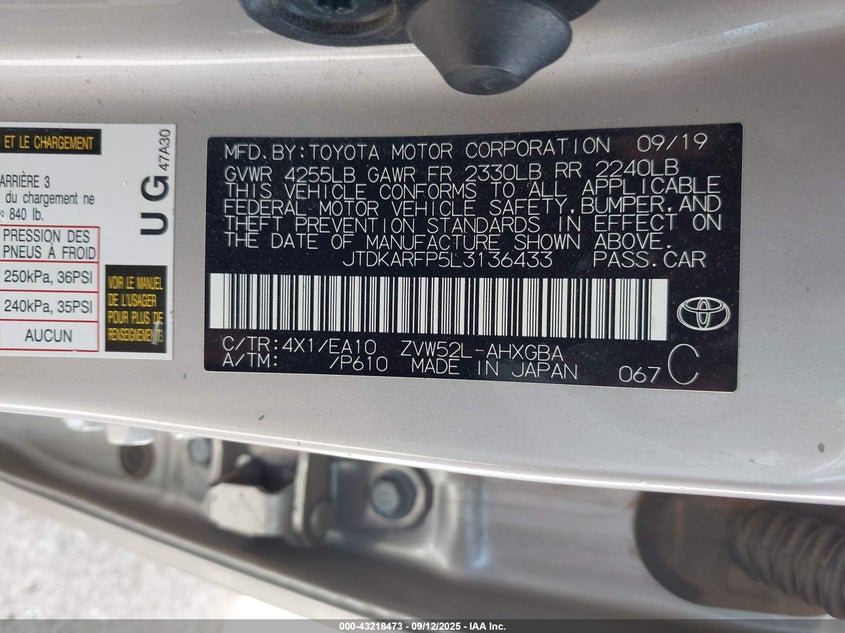 ET LE CHARGEMENT
ARRIÈRE 3
du chargement ne
840 lb.
PRESSION DES
PNEUS À FROID
250kPa, 36PSI
240kPa, 35PSI
AUCUN
VOIR LE MANUEL
DE L'USAGER
POUR PLUS DE
RENSEIGNEMENTS
UG
47A30
MFD.BY:TOYOTA MOTOR CORPORATION 09/19
GVWR 4255LB GAWR FR 2330LB RR 2240LB
THIS VEHICLE CONFORMS TO ALL APPLICABLE
FEDERAL MOTOR VEHICLE SAFETY,BUMPER,AND
THEFT PREVENTION STANDARDS IN EFFECT ON
THE DATE OF MANUFACTURE SHOWN ABOVE.
JTDKARFP5L3136433 PASS.CAR
C/TR:4X1/EA10 ZVW52L-AHXGBA
A/TM: /P610 MADE IN JAPAN 067 C
000-43218473 - 09/12/2025 - IAA Inc.